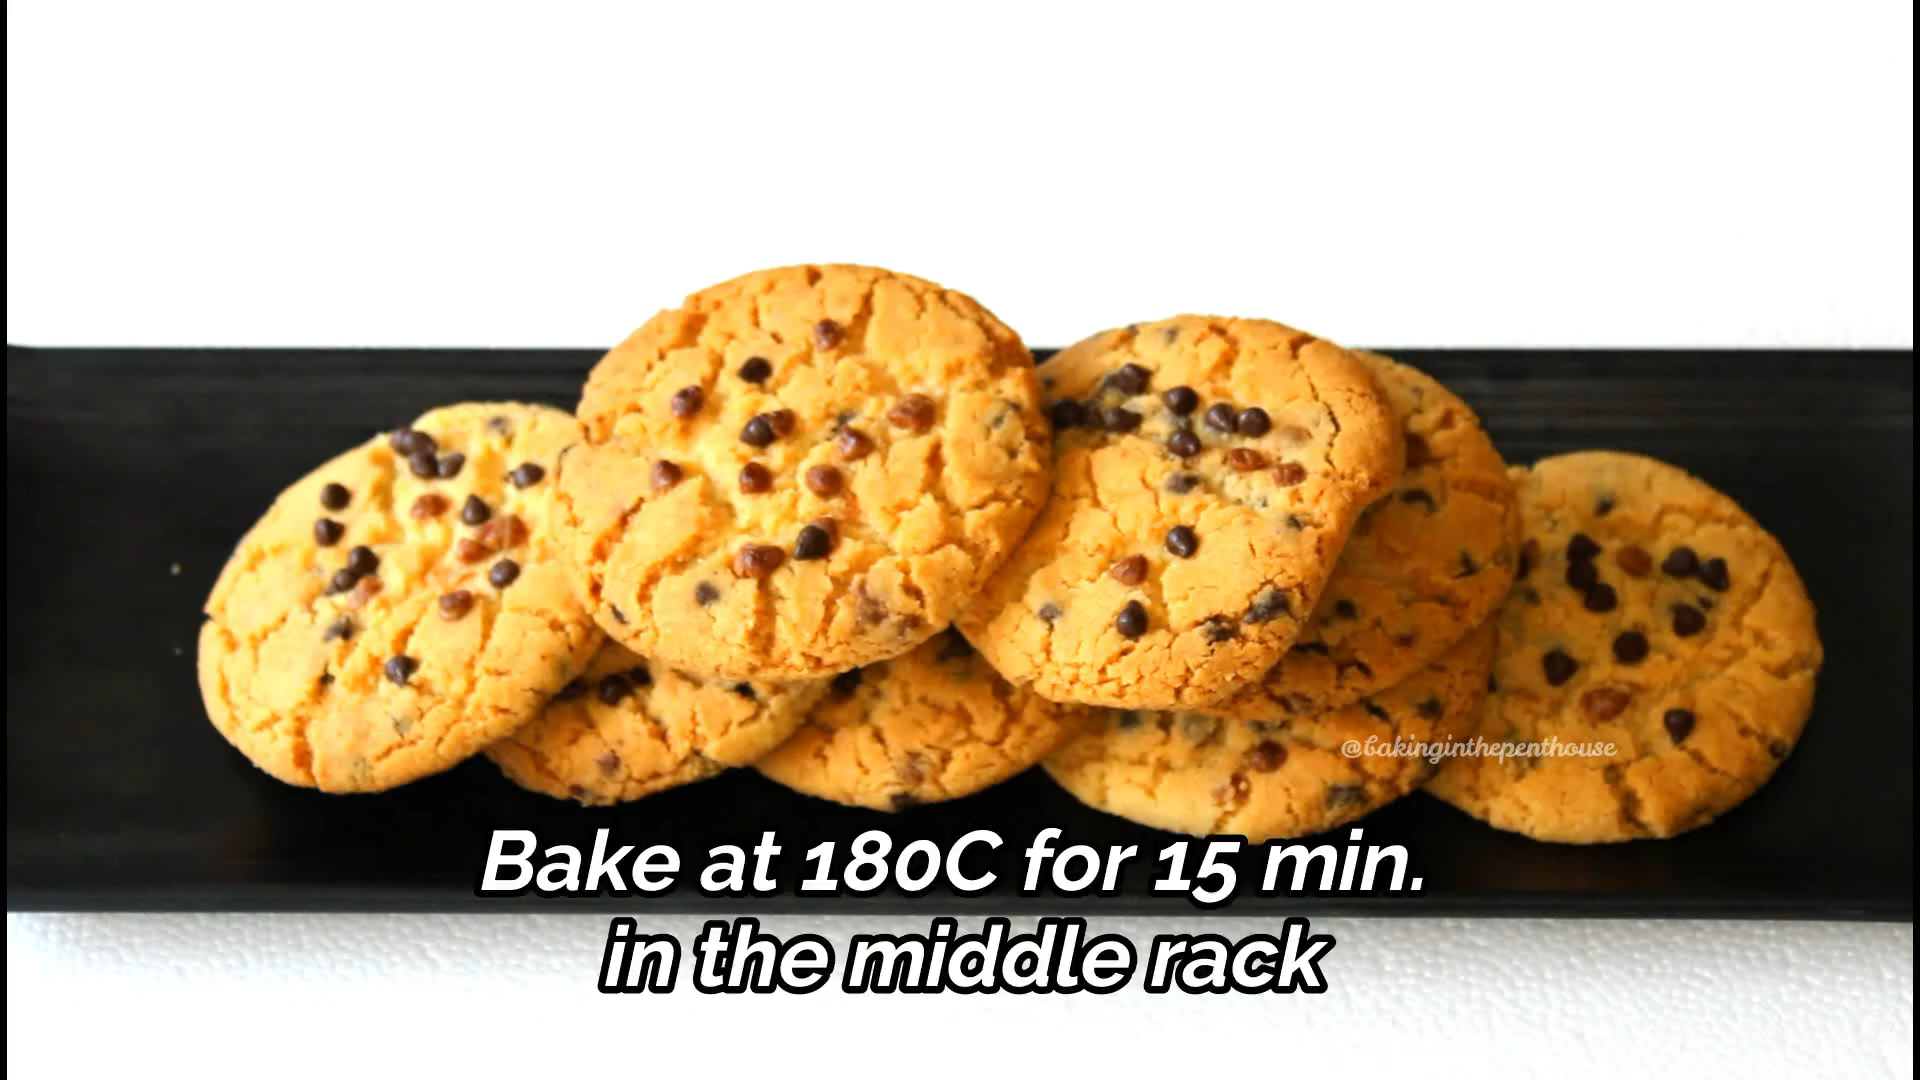 @bakinginthepenthouse
Bake at 180C for 15 min.
in the middle rack